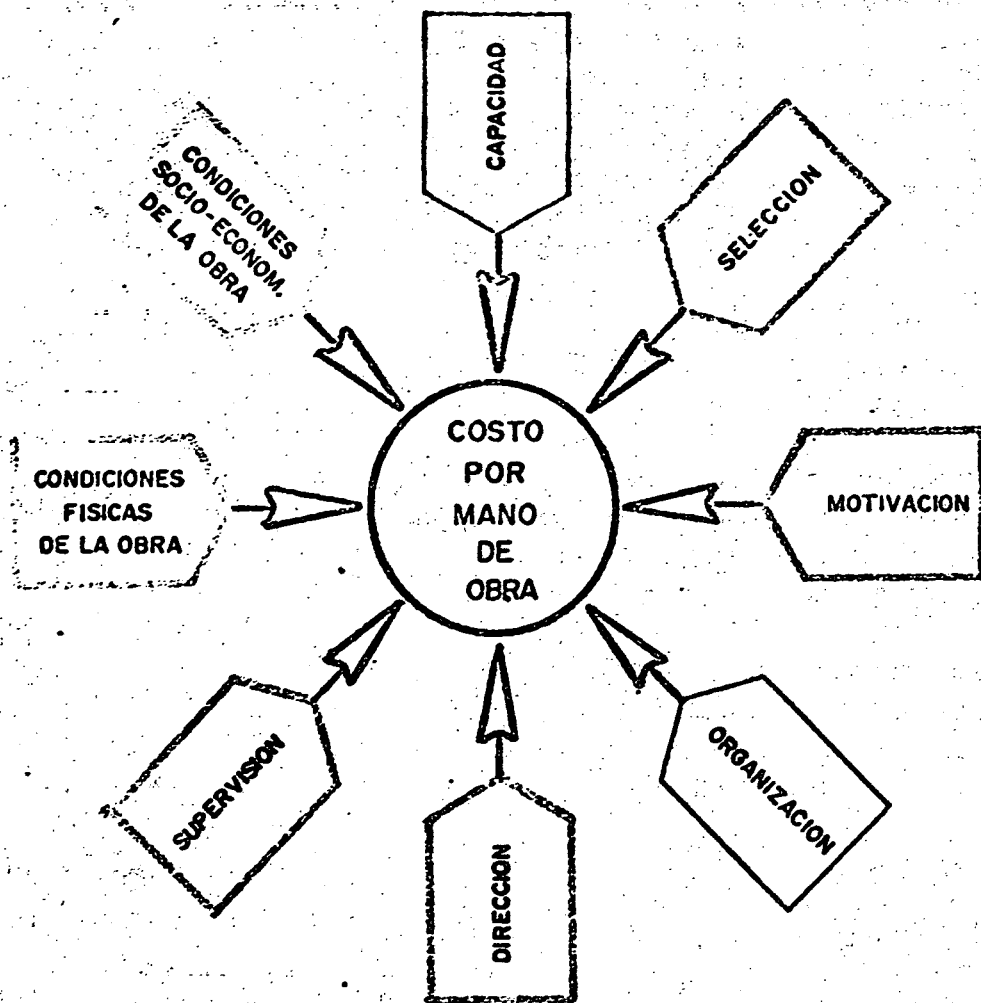 CAPACIDAD
SELECCION
MOTIVACION
ORGANIZACION
DIRECCION
SUPERVISION
CONDICIONES
FISICAS
DE LA OBRA
CONDICIONES
SOCIO-ECONOM.
DE LA OBRA
COSTO
POR
MANO
DE
OBRA